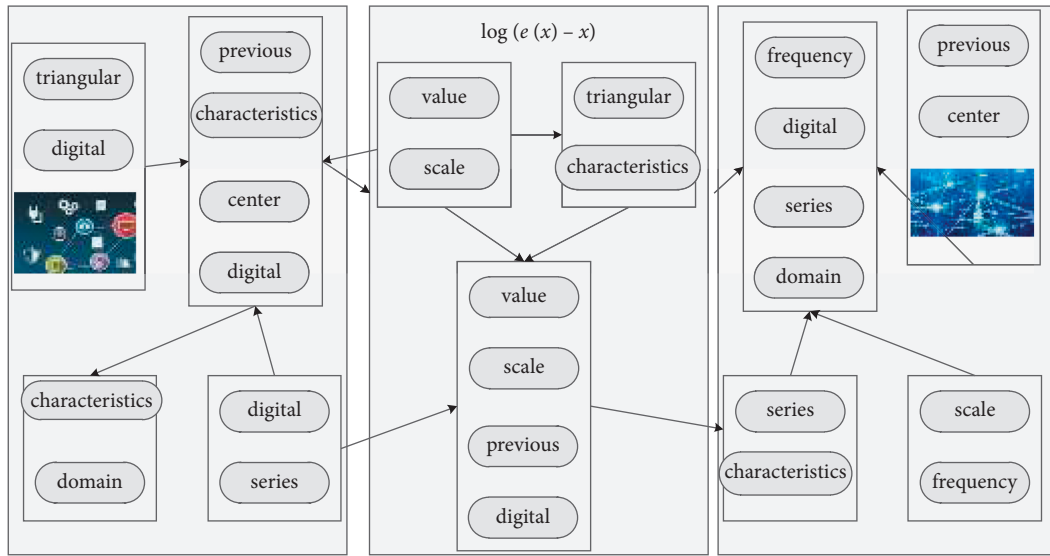 triangular
digital
previous
characteristics
center
digital
characteristics
domain
digital
series
log (e (x) – x)
value
scale
triangular
characteristics
value
scale
previous
digital
frequency
digital
series
domain
previous
center
series
characteristics
scale
frequency